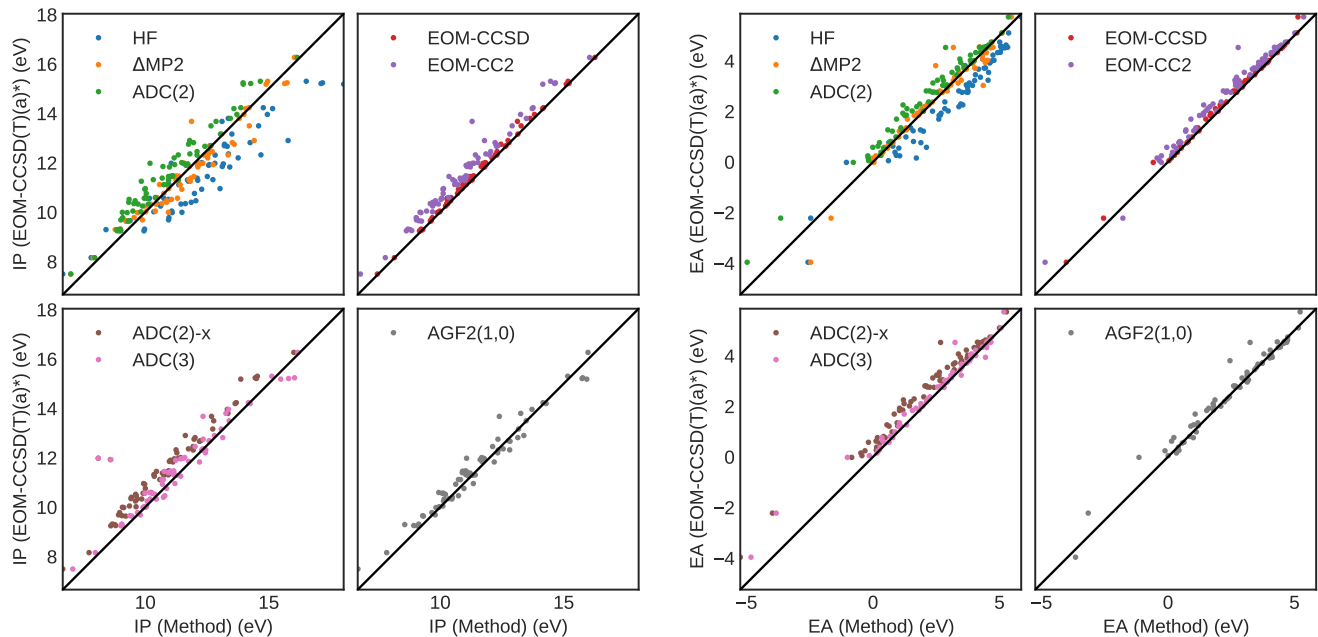 18
16
14
12
10
8
IP (EOM-CCSD(T)(a)*) (eV)
HF
ΔMP2
ADC(2)
EOM-CCSD
EOM-CC2
4
2
0
−2
−4
EA (EOM-CCSD(T)(a)*) (eV)
HF
ΔMP2
ADC(2)
EOM-CCSD
EOM-CC2
18
16
14
12
10
8
IP (EOM-CCSD(T)(a)*) (eV)
ADC(2)-x
ADC(3)
10 15
IP (Method) (eV)
AGF2(1,0)
10 15
IP (Method) (eV)
4
2
0
−2
−4
EA (EOM-CCSD(T)(a)*) (eV)
ADC(2)-x
ADC(3)
−5 0 5
EA (Method) (eV)
AGF2(1,0)
−5 0 5
EA (Method) (eV)